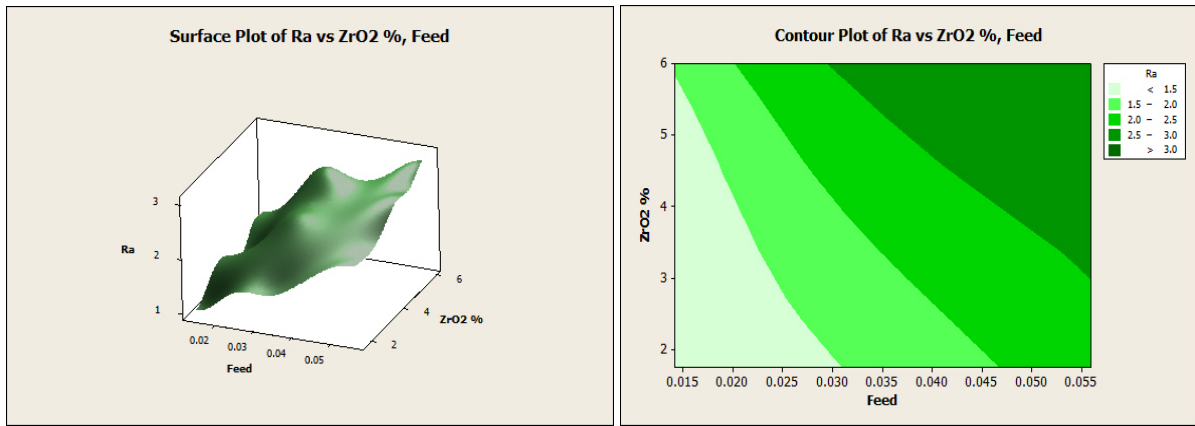 Surface Plot of Ra vs ZrO2 %, Feed
3
2
Ra
1
0.02
0.03
0.04
0.05
Feed
2
4
6
ZrO2 %
Contour Plot of Ra vs ZrO2 %, Feed
6
5
4
3
2
ZrO2 %
0.015 0.020 0.025 0.030 0.035 0.040 0.045 0.050 0.055
Feed
Ra
< 1.5
1.5 – 2.0
2.0 – 2.5
2.5 – 3.0
> 3.0